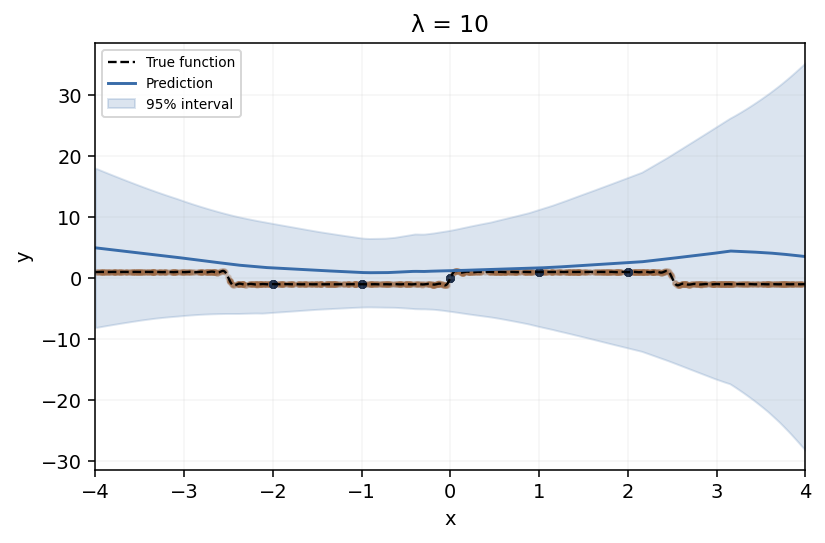 λ = 10
True function
Prediction
95% interval
30
20
10
0
−10
−20
−30
y
−4 −3 −2 −1 0 1 2 3 4
x